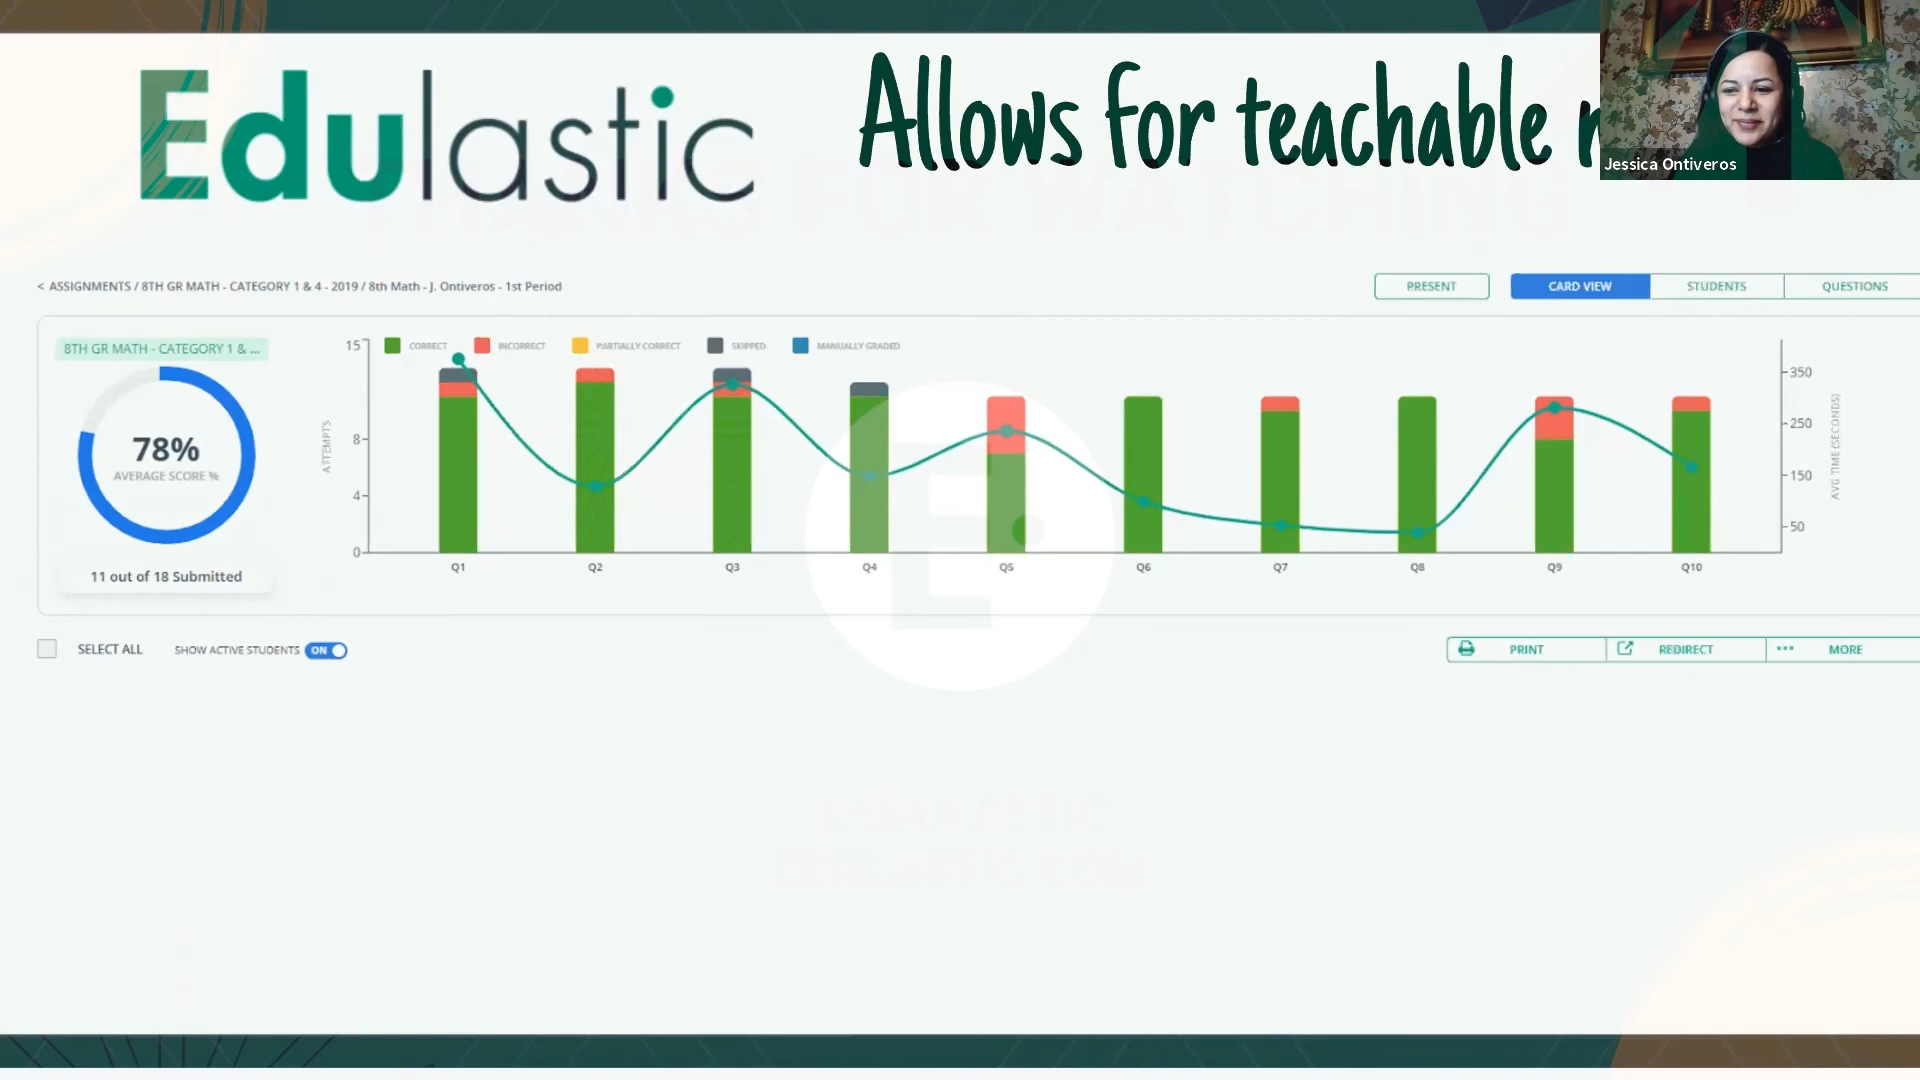 Edulastic
Allows for teachable
Jessica Ontiveros
< ASSIGNMENTS / 8TH GR MATH - CATEGORY 1 & 4 - 2019 / 8th Math - J. Ontiveros - 1st Period
PRESENT
CARD VIEW
STUDENTS
QUESTIONS
8TH GR MATH - CATEGORY 1 & ...
78%
AVERAGE SCORE %
11 out of 18 Submitted
CORRECT
INCORRECT
PARTIALLY CORRECT
SKIPPED
MANUALLY GRADED
ATTEMPTS
15
8
4
0
Q1 Q2 Q3 Q4 Q5 Q6 Q7 Q8 Q9 Q10
350
250
150
50
AVG TIME (SECONDS)
SELECT ALL
SHOW ACTIVE STUDENTS ON
PRINT
REDIRECT
MORE